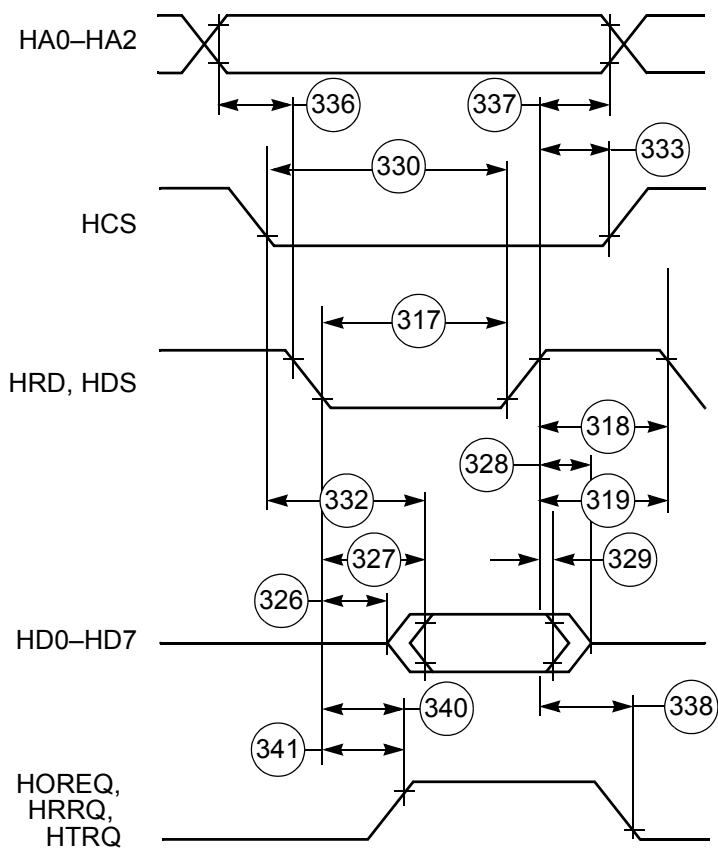 HA0–HA2
336
337
333
330
HCS
317
HRD, HDS
318
328
332
319
327
329
326
HD0–HD7
340
338
341
HOREQ,
HRRQ,
HTRQ